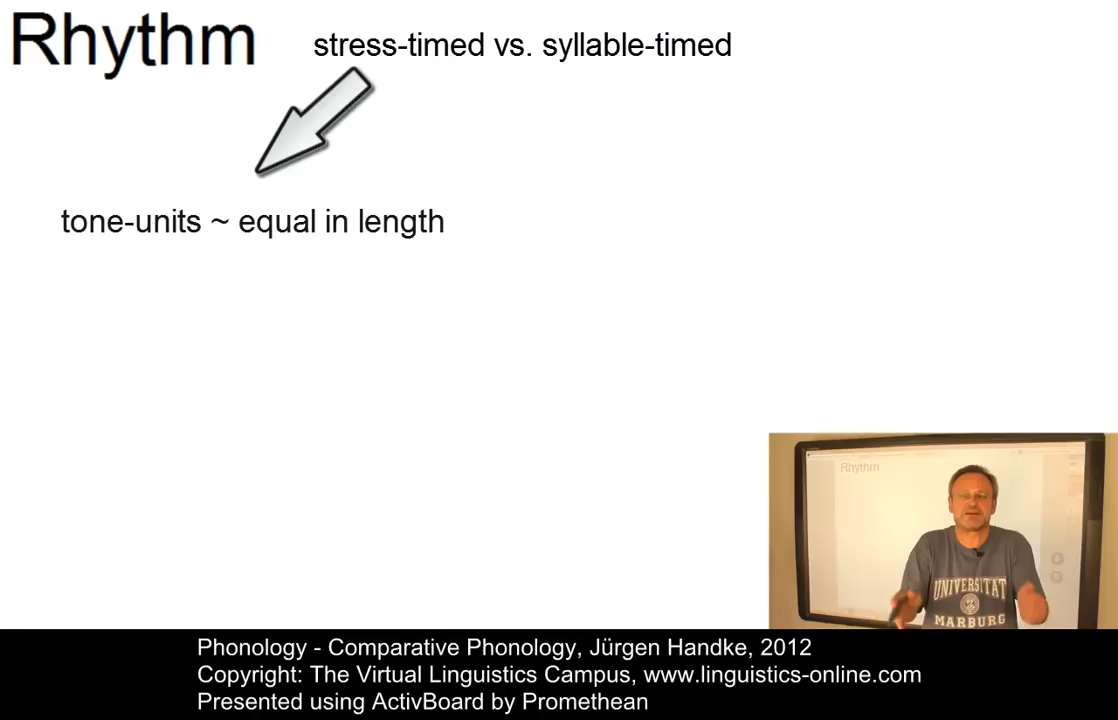 Rhythm
stress-timed vs. syllable-timed
tone-units ~ equal in length
Rhythm
UNIVERSITAT
MARBURG
Phonology - Comparative Phonology, Jürgen Handke, 2012
Copyright: The Virtual Linguistics Campus, www.linguistics-online.com
Presented using ActivBoard by Promethean